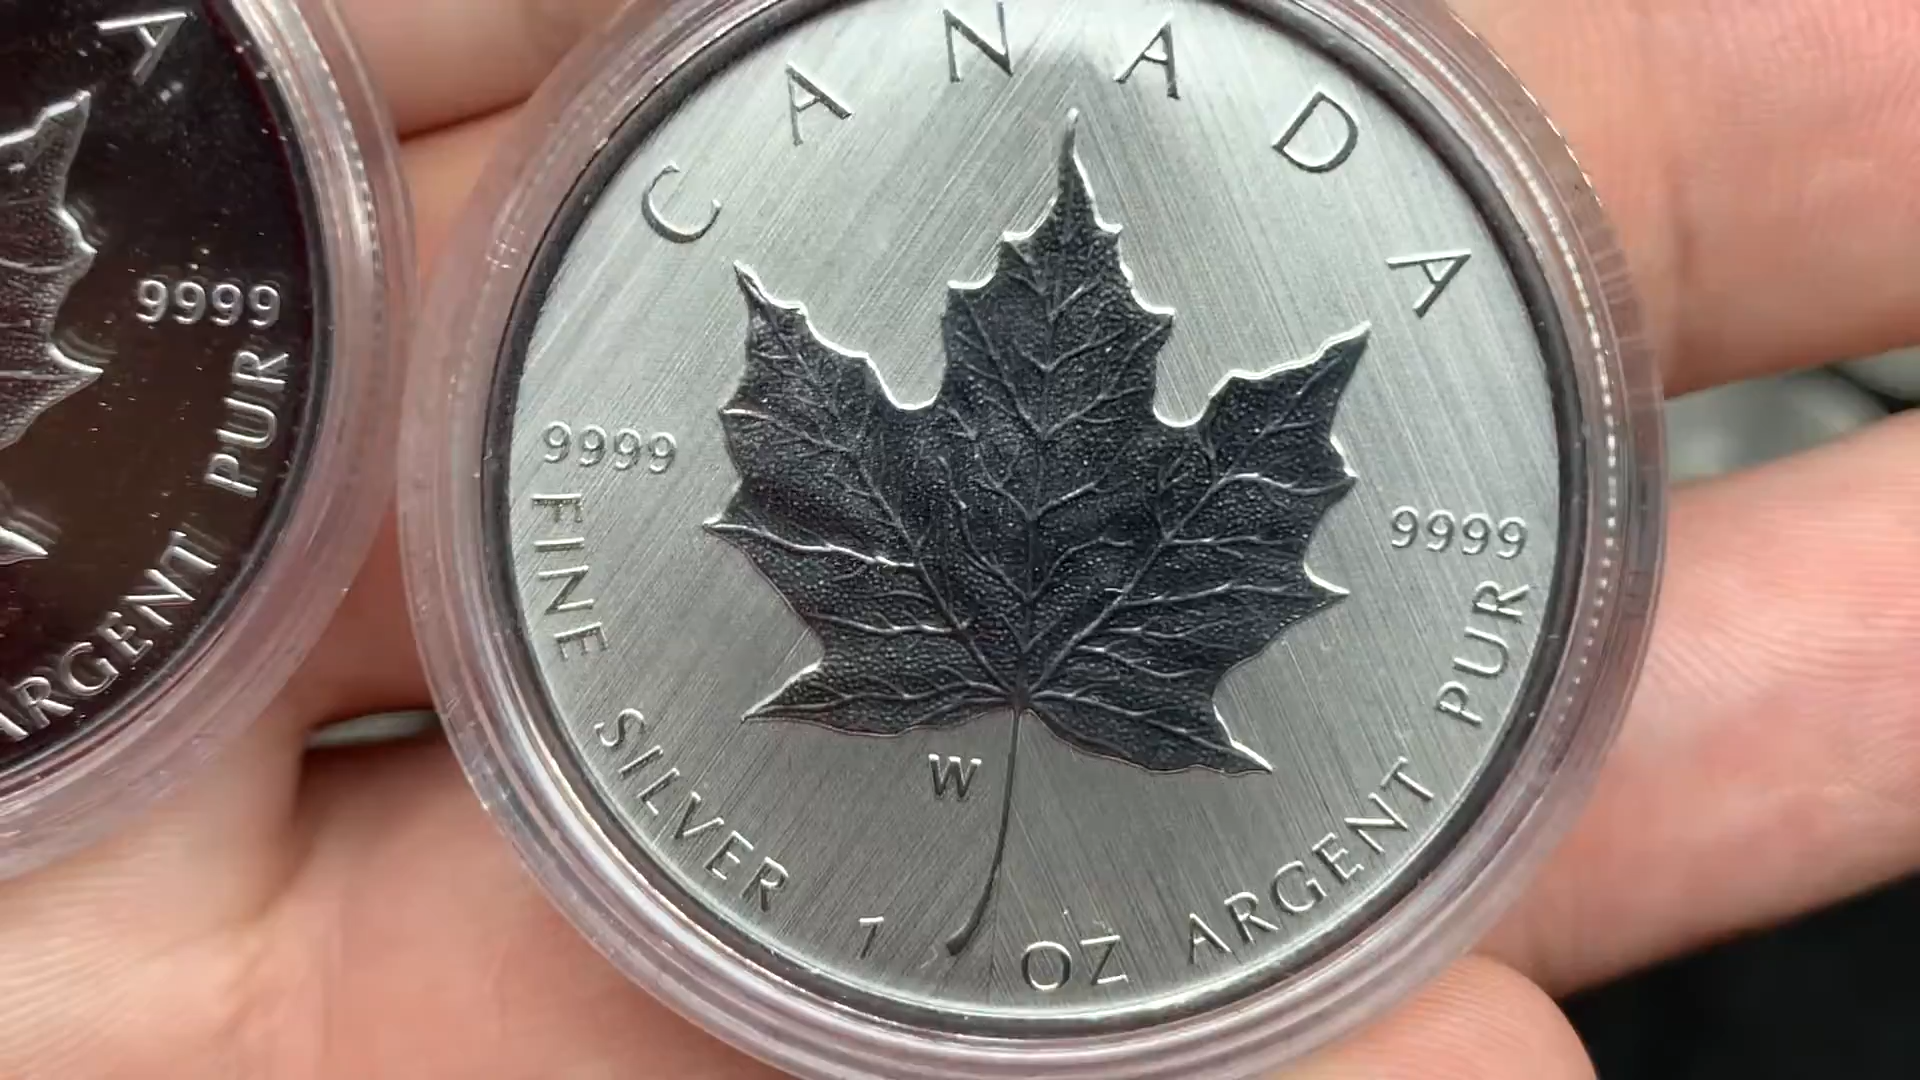 A
9999
ARGENT PUR
CANADA
9999
9999
W
FINE SILVER 1 OZ ARGENT PUR